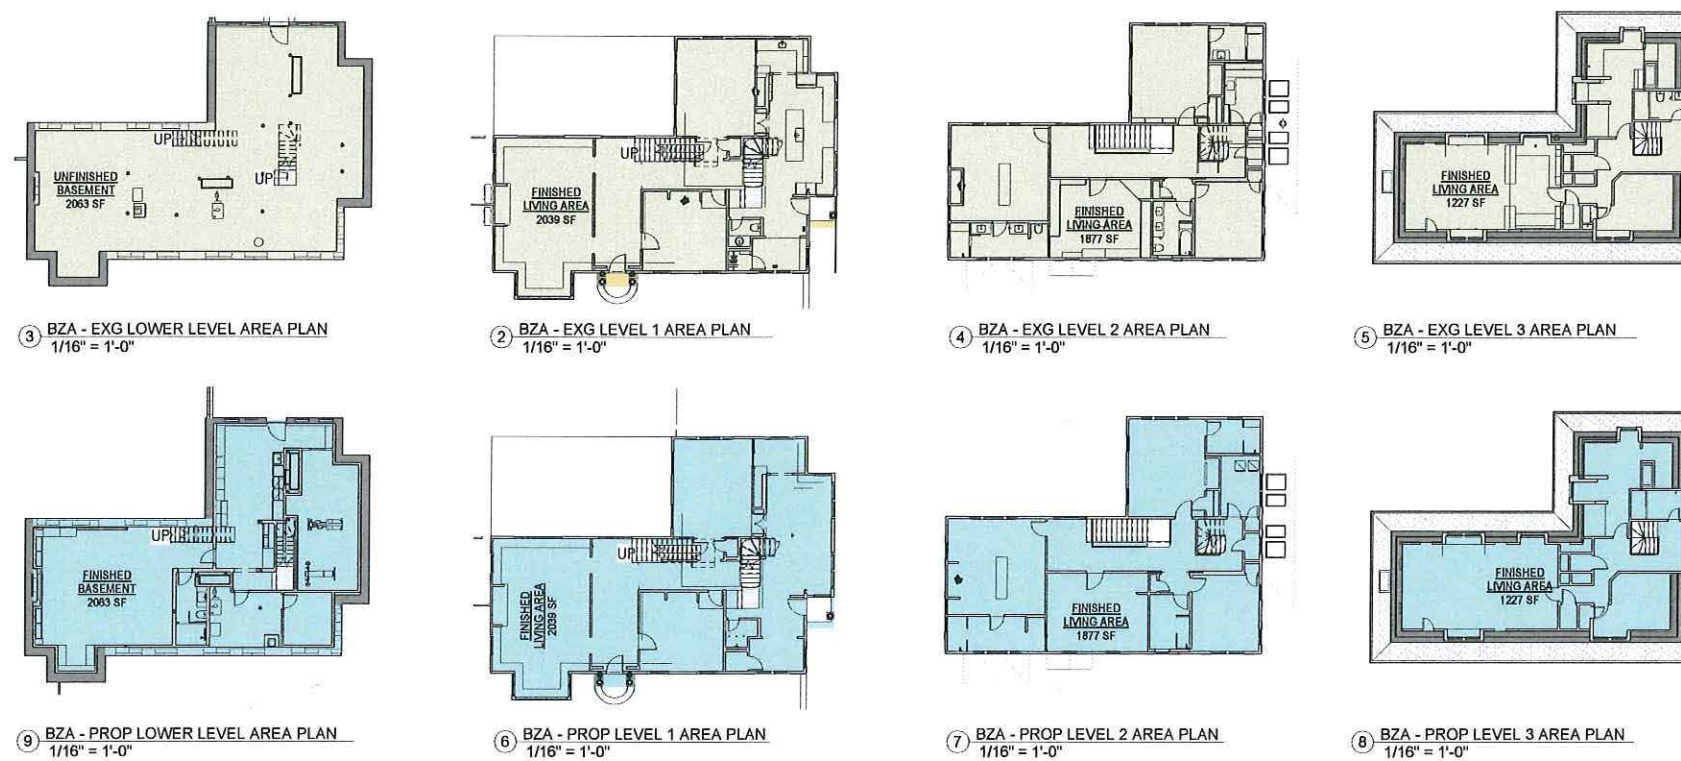 UP
UP
UNFINISHED
BASEMENT
2063 SF
3 BZA - EXG LOWER LEVEL AREA PLAN
1/16" = 1'-0"
UP
FINISHED
LIVING AREA
2039 SF
2 BZA - EXG LEVEL 1 AREA PLAN
1/16" = 1'-0"
FINISHED
LIVING AREA
1877 SF
4 BZA - EXG LEVEL 2 AREA PLAN
1/16" = 1'-0"
FINISHED
LIVING AREA
1227 SF
5 BZA - EXG LEVEL 3 AREA PLAN
1/16" = 1'-0"
UP
FINISHED
BASEMENT
2063 SF
9 BZA - PROP LOWER LEVEL AREA PLAN
1/16" = 1'-0"
UP
FINISHED
LIVING AREA
2039 SF
6 BZA - PROP LEVEL 1 AREA PLAN
1/16" = 1'-0"
FINISHED
LIVING AREA
1877 SF
7 BZA - PROP LEVEL 2 AREA PLAN
1/16" = 1'-0"
FINISHED
LIVING AREA
1227 SF
8 BZA - PROP LEVEL 3 AREA PLAN
1/16" = 1'-0"